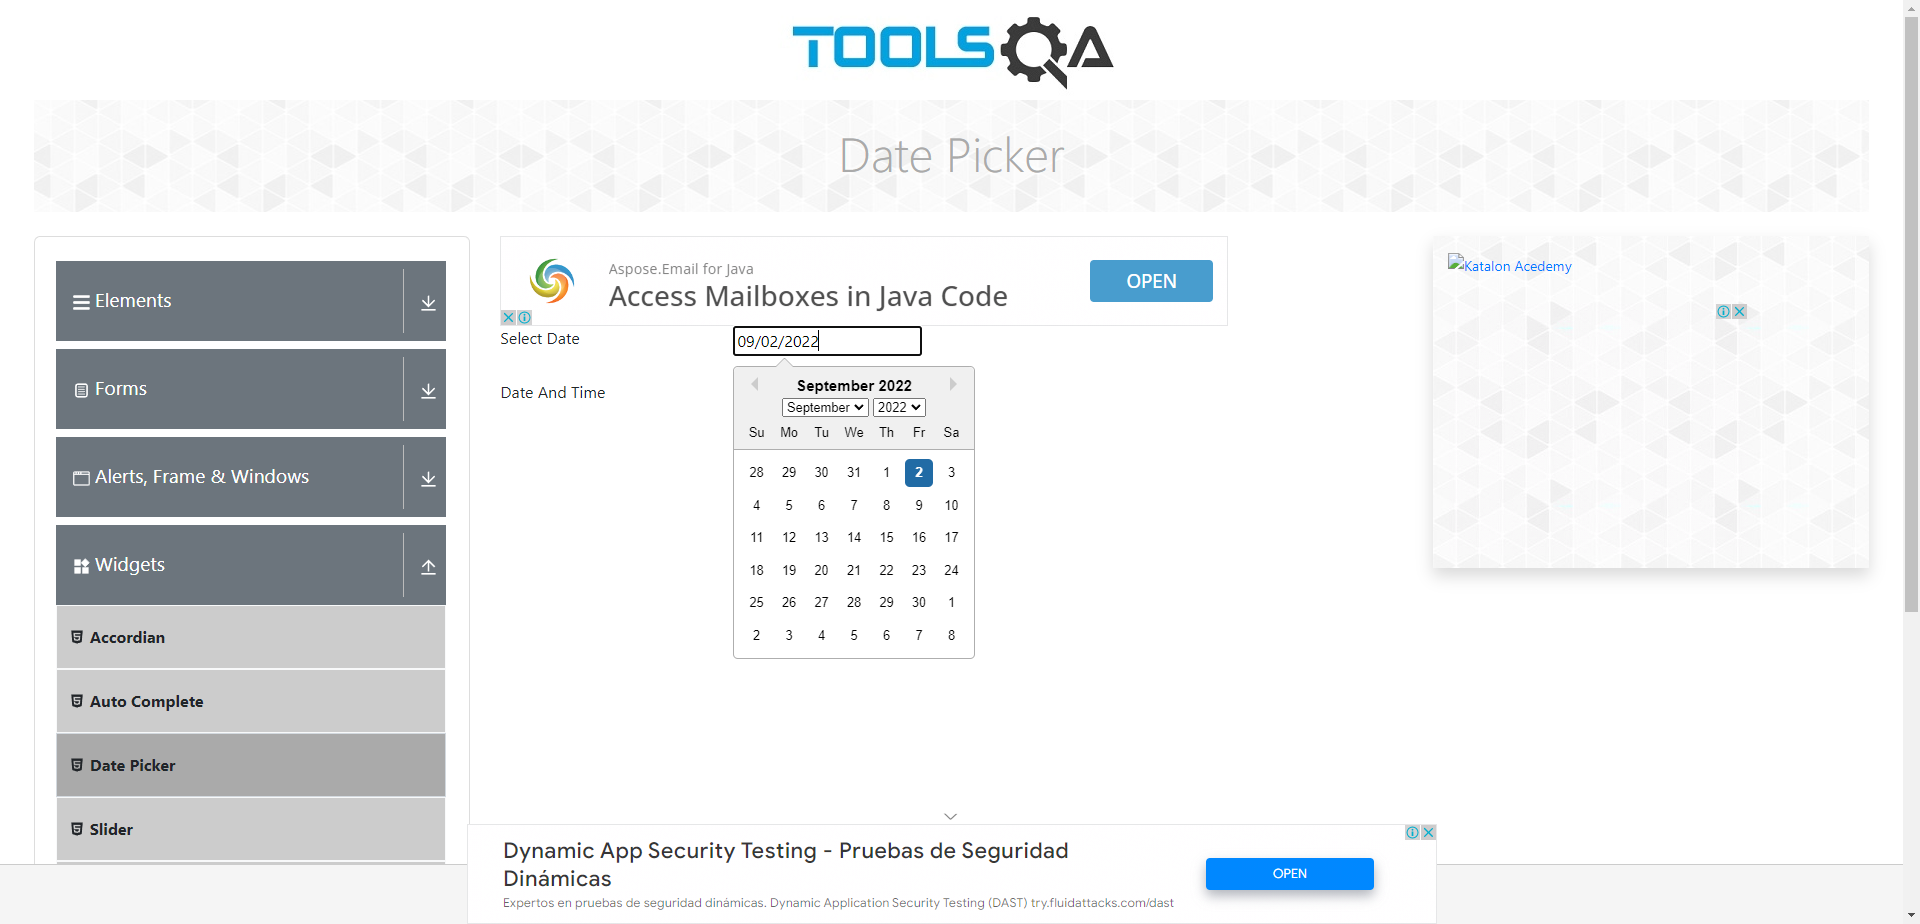 TOOLSQA
Date Picker
Elements
Forms
Alerts, Frame & Windows
Widgets
Accordian
Auto Complete
Date Picker
Slider
Aspose.Email for Java
Access Mailboxes in Java Code
OPEN
Select Date
09/02/2022
September 2022
September 2022
Su Mo Tu We Th Fr Sa
28 29 30 31 1 2 3
4 5 6 7 8 9 10
11 12 13 14 15 16 17
18 19 20 21 22 23 24
25 26 27 28 29 30 1
2 3 4 5 6 7 8
Date And Time
Katalon Acedemy
Dynamic App Security Testing - Pruebas de Seguridad
Dinámicas
Expertos en pruebas de seguridad dinámicas. Dynamic Application Security Testing (DAST) try.fluidattacks.com/dast
OPEN